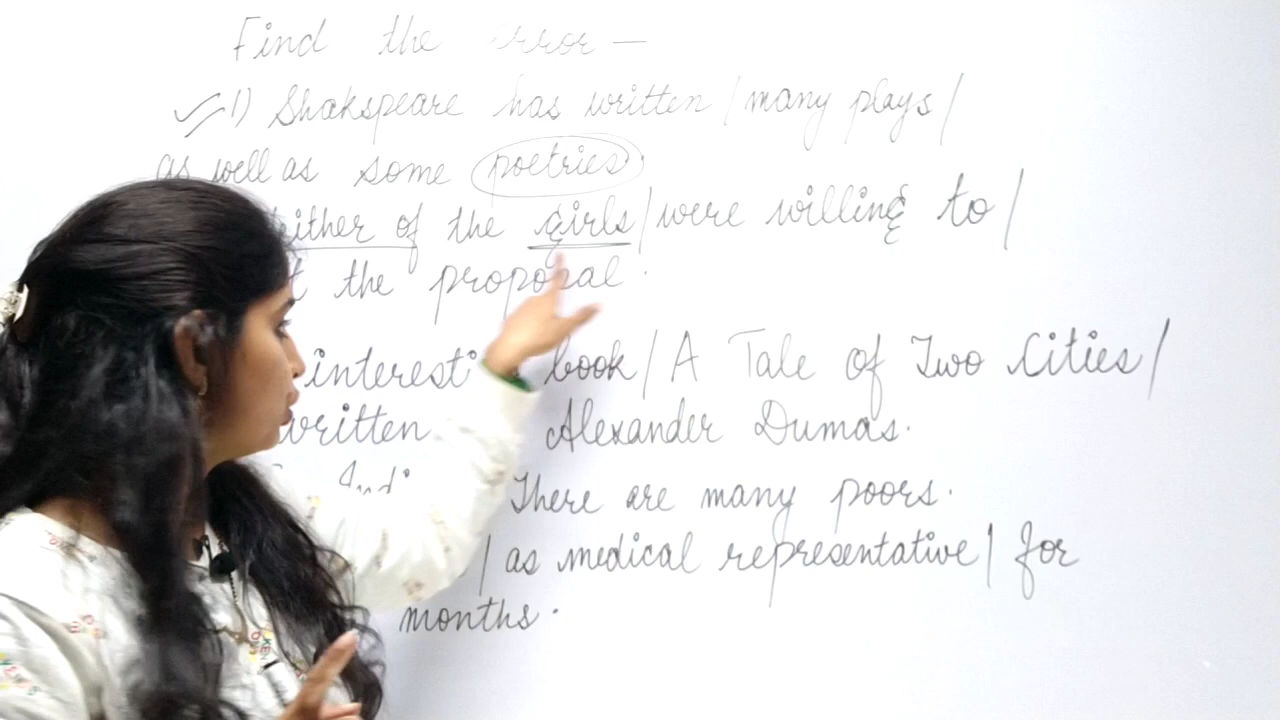 Find the error —
1) Shakspeare has written / many plays /
as well as some poetries.
either of the girls / were willing to /
t the proposal.
interesti book / A Tale of Two Cities /
written Alexander Dumas.
There are many poors.
/ as medical representative / for
months.